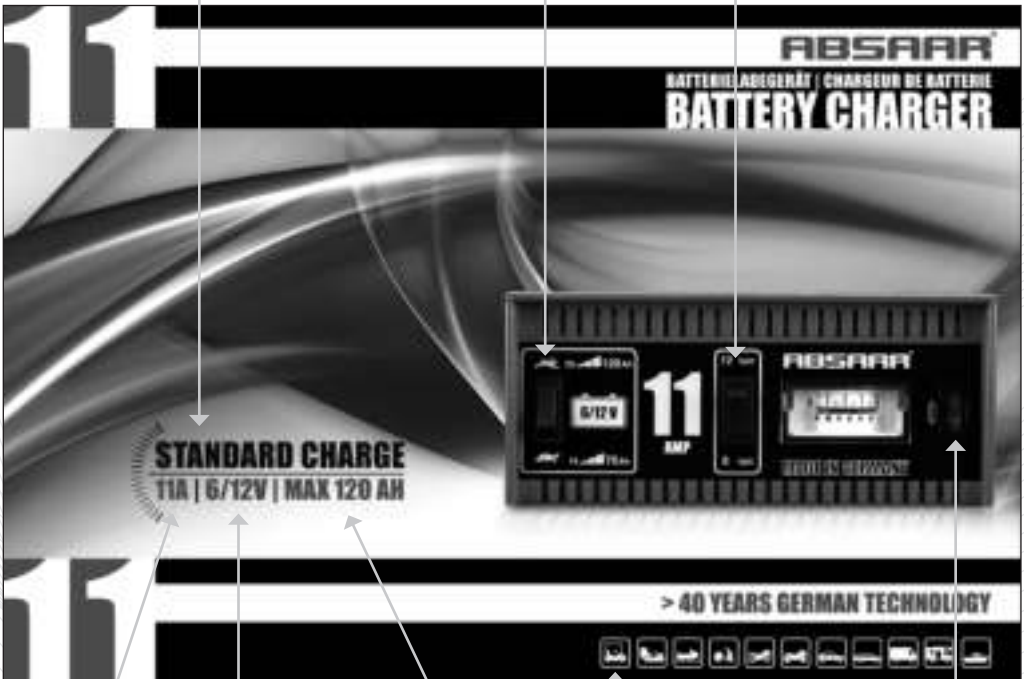 11
ABSAAR
BATTERIELADEGERÄT | CHARGEUR DE BATTERIE
BATTERY CHARGER
ABSAAR
6/12 V
11
AMP
STANDARD CHARGE
11A | 6/12V | MAX 120 AH
11
> 40 YEARS GERMAN TECHNOLOGY